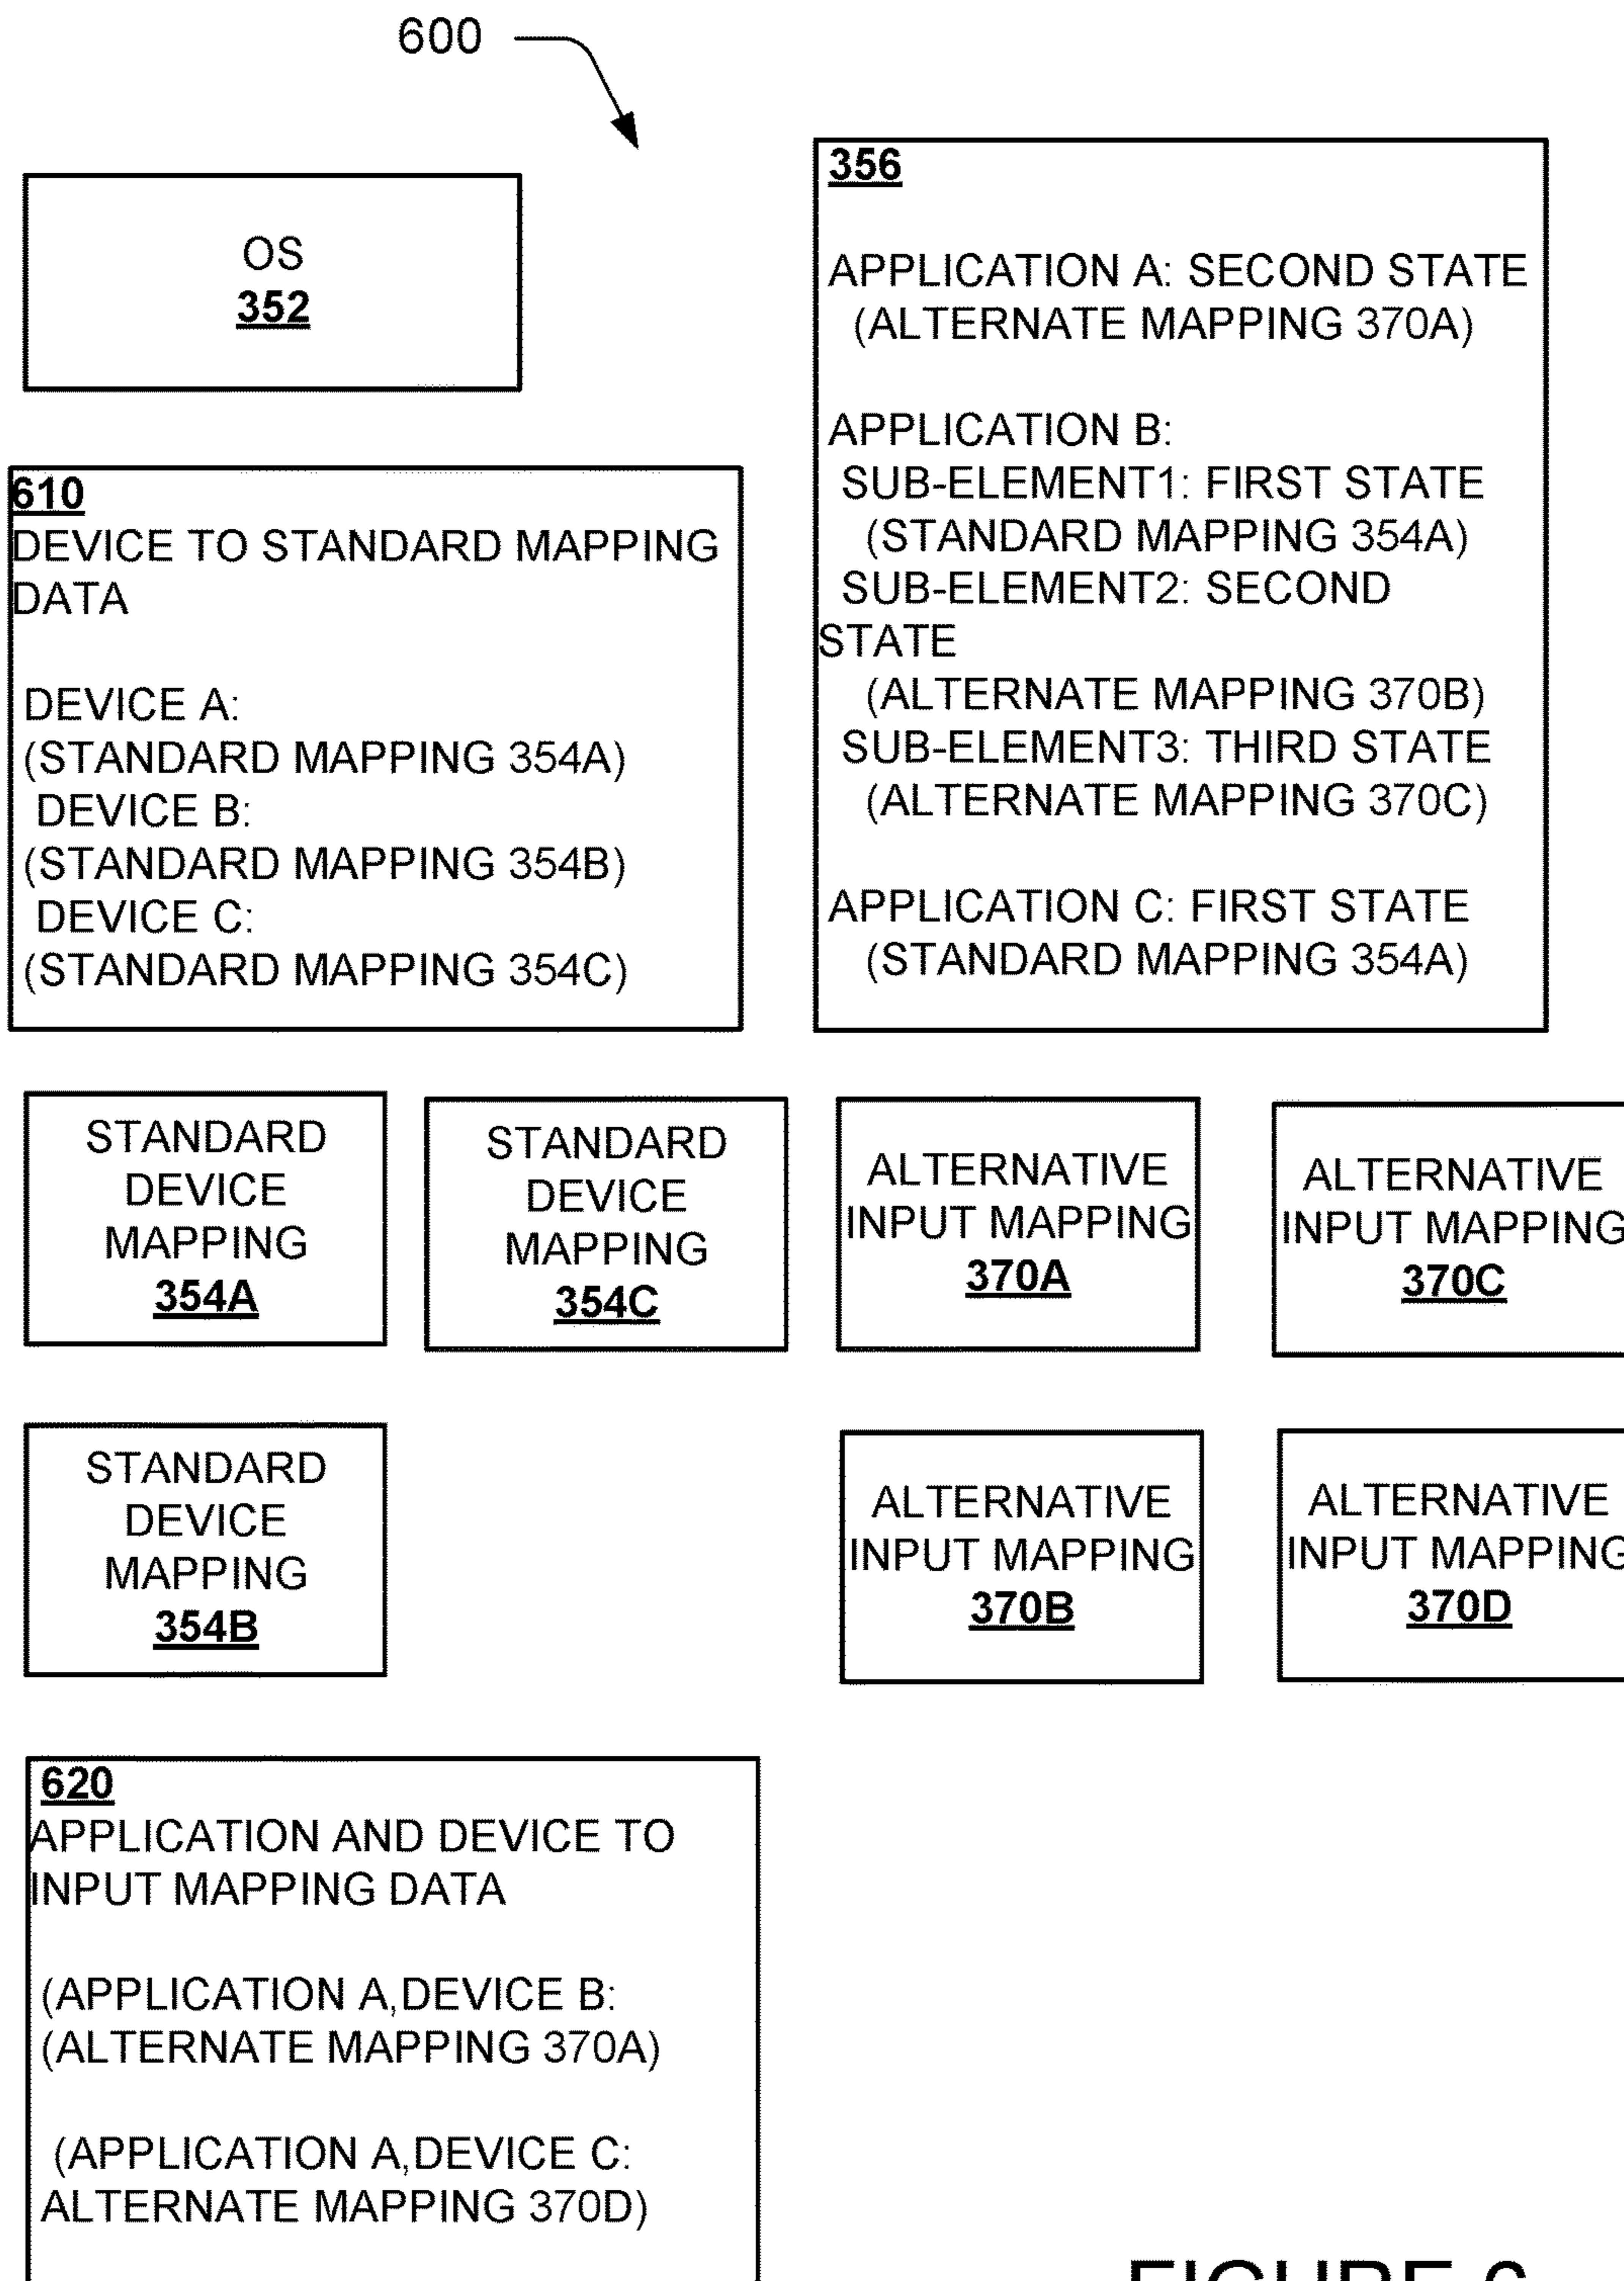 600
OS
352
356
APPLICATION A: SECOND STATE
(ALTERNATE MAPPING 370A)
APPLICATION B:
SUB-ELEMENT1: FIRST STATE
(STANDARD MAPPING 354A)
SUB-ELEMENT2: SECOND
STATE
(ALTERNATE MAPPING 370B)
SUB-ELEMENT3: THIRD STATE
(ALTERNATE MAPPING 370C)
APPLICATION C: FIRST STATE
(STANDARD MAPPING 354A)
610
DEVICE TO STANDARD MAPPING
DATA
DEVICE A:
(STANDARD MAPPING 354A)
DEVICE B:
(STANDARD MAPPING 354B)
DEVICE C:
(STANDARD MAPPING 354C)
STANDARD
DEVICE
MAPPING
354A
STANDARD
DEVICE
MAPPING
354C
ALTERNATIVE
INPUT MAPPING
370A
ALTERNATIVE
INPUT MAPPING
370C
STANDARD
DEVICE
MAPPING
354B
ALTERNATIVE
INPUT MAPPING
370B
ALTERNATIVE
INPUT MAPPING
370D
620
APPLICATION AND DEVICE TO
INPUT MAPPING DATA
(APPLICATION A,DEVICE B:
(ALTERNATE MAPPING 370A)
(APPLICATION A,DEVICE C:
ALTERNATE MAPPING 370D)
FIGURE